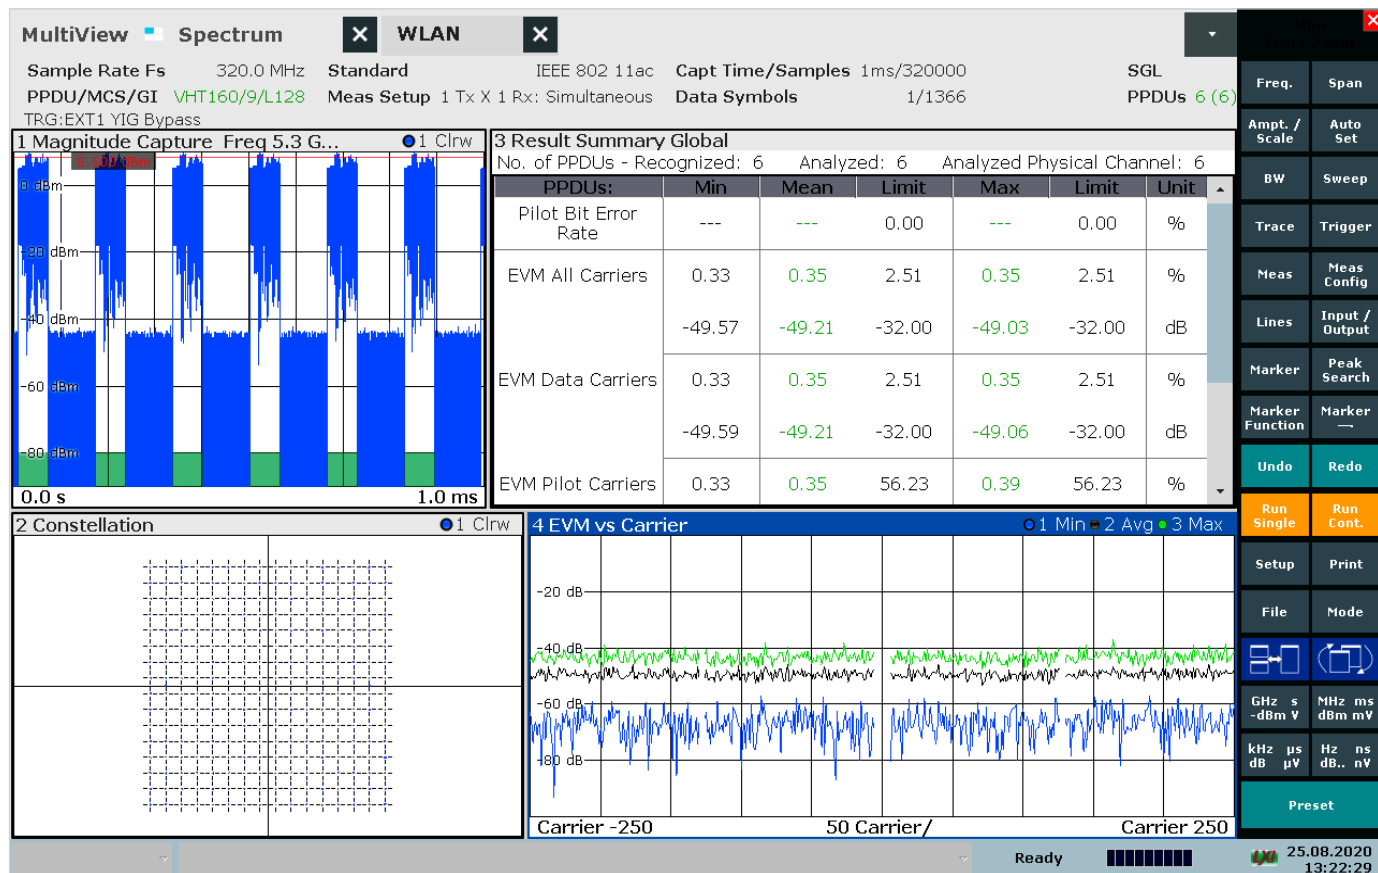 MultiView Spectrum WLAN
Sample Rate Fs 320.0 MHz Standard IEEE 802 11ac Capt Time/Samples 1ms/320000 SGL
PPDU/MCS/GI VHT160/9/L128 Meas Setup 1 Tx X 1 Rx: Simultaneous Data Symbols 1/1366 PPDUs 6 (6)
TRG:EXT1 YIG Bypass
1 Magnitude Capture Freq 5.3 G... 1 Clrw
0 dBm
-20 dBm
-40 dBm
-60 dBm
-80 dBm
0.0 s 1.0 ms
3 Result Summary Global
No. of PPDUs - Recognized: 6 Analyzed: 6 Analyzed Physical Channel: 6
PPDUs: Min Mean Limit Max Limit Unit
Pilot Bit Error
Rate --- --- 0.00 --- 0.00 %
EVM All Carriers 0.33 0.35 2.51 0.35 2.51 %
-49.57 -49.21 -32.00 -49.03 -32.00 dB
EVM Data Carriers 0.33 0.35 2.51 0.35 2.51 %
-49.59 -49.21 -32.00 -49.06 -32.00 dB
EVM Pilot Carriers 0.33 0.35 56.23 0.39 56.23 %
2 Constellation 1 Clrw
4 EVM vs Carrier 1 Min 2 Avg 3 Max
-20 dB
-40 dB
-60 dB
-80 dB
Carrier -250 50 Carrier/ Carrier 250
Freq. Span
Ampt. / Auto
Scale Set
BW Sweep
Trace Trigger
Meas Meas
Config
Lines Input /
Output
Marker Peak
Search
Marker Marker
Function →
Undo Redo
Run Run
Single Cont.
Setup Print
File Mode
GHz s MHz ms
-dBm V dBm mV
kHz µs Hz ns
dB µV dB.. nV
Preset
Ready LXI 25.08.2020
13:22:29